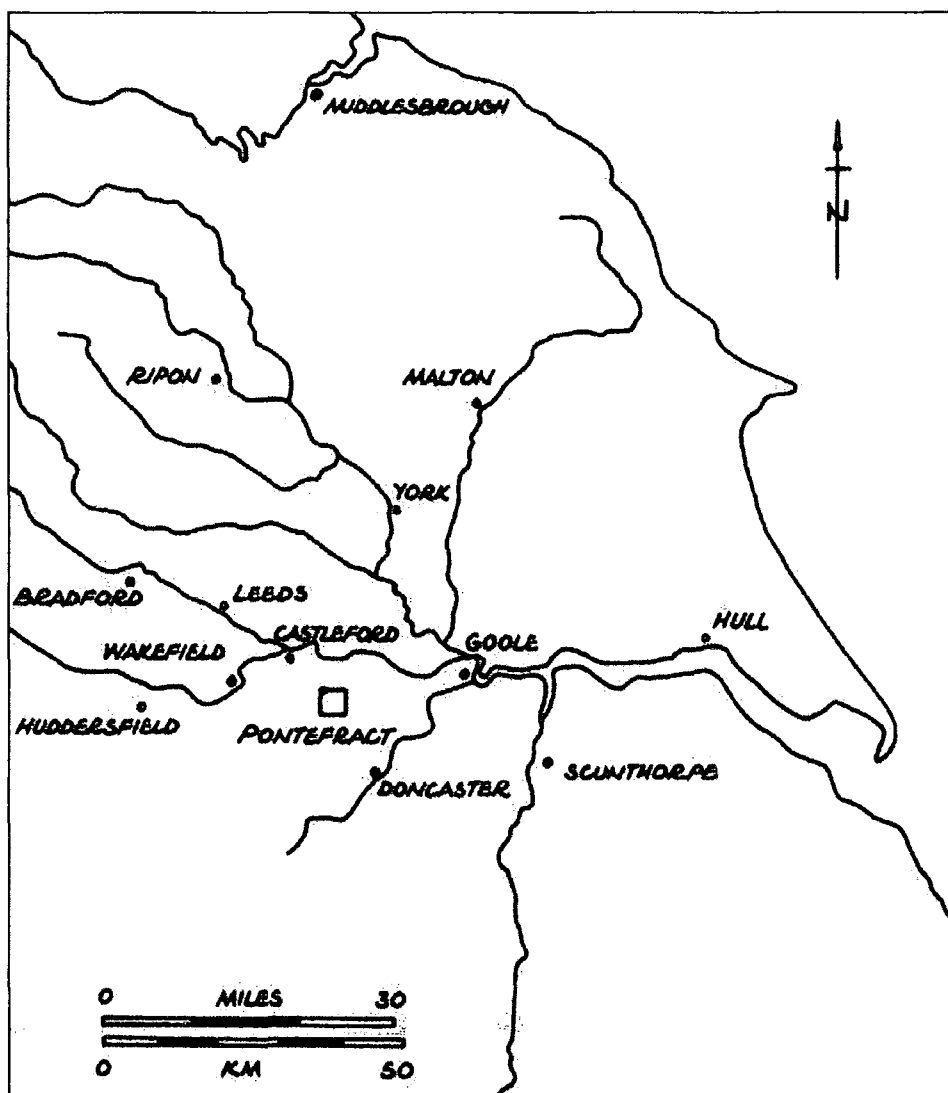 MIDDLESBROUGH
N
RIPON
MALTON
YORK
BRADFORD
LEEDS
CASTLEFORD
WAKEFIELD
GOOLE
HULL
HUDDERSFIELD
PONTEFRACT
DONCASTER
SCUNTHORPE
0 MILES 30
0 KM 50